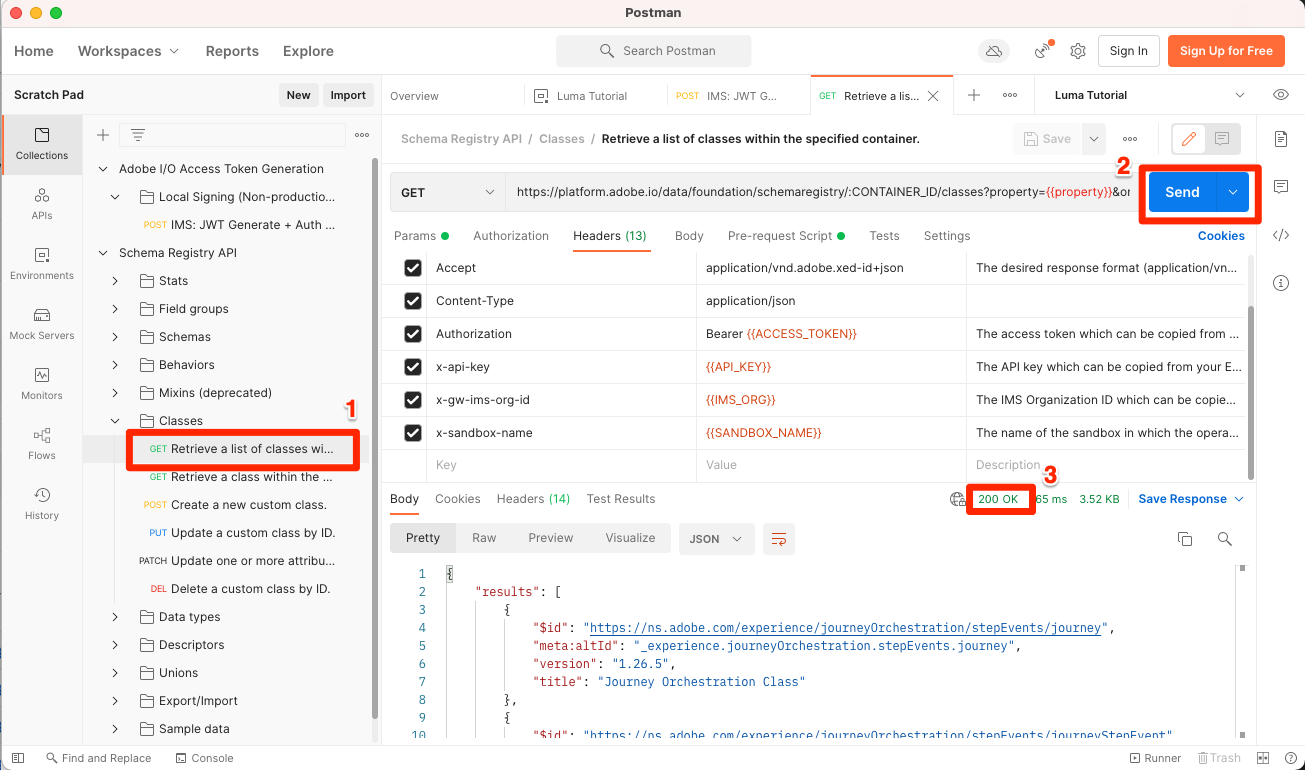 Postman
Home Workspaces Reports Explore Search Postman Sign In Sign Up for Free
Scratch Pad New Import
Overview Luma Tutorial POST IMS: JWT G... GET Retrieve a lis... Luma Tutorial
Collections
APIs
Environments
Mock Servers
Monitors
Flows
History
Adobe I/O Access Token Generation
Local Signing (Non-productio...
POST IMS: JWT Generate + Auth ...
Schema Registry API
Stats
Field groups
Schemas
Behaviors
Mixins (deprecated)
Classes
1
GET Retrieve a list of classes wi...
GET Retrieve a class within the ...
POST Create a new custom class.
PUT Update a custom class by ID.
PATCH Update one or more attribu...
DEL Delete a custom class by ID.
Data types
Descriptors
Unions
Export/Import
Sample data
Schema Registry API / Classes / Retrieve a list of classes within the specified container. Save
2
GET https://platform.adobe.io/data/foundation/schemaregistry/:CONTAINER_ID/classes?property={{property}}&or Send
Params Authorization Headers (13) Body Pre-request Script Tests Settings Cookies
Accept application/vnd.adobe.xed-id+json The desired response format (application/vn...
Content-Type application/json
Authorization Bearer {{ACCESS_TOKEN}} The access token which can be copied from ...
x-api-key {{API_KEY}} The API key which can be copied from your E...
x-gw-ims-org-id {{IMS_ORG}} The IMS Organization ID which can be copie...
x-sandbox-name {{SANDBOX_NAME}} The name of the sandbox in which the opera...
Key Value Description
3
Body Cookies Headers (14) Test Results 200 OK 65 ms 3.52 KB Save Response
Pretty Raw Preview Visualize JSON
1 {
2 "results": [
3 {
4 "$id": "https://ns.adobe.com/experience/journeyOrchestration/stepEvents/journey",
5 "meta:altId": "_experience.journeyOrchestration.stepEvents.journey",
6 "version": "1.26.5",
7 "title": "Journey Orchestration Class"
8 },
9 {
10 "$id": "https://ns.adobe.com/experience/journeyOrchestration/stepEvents/journeyStepEvent"
Find and Replace Console Runner Trash